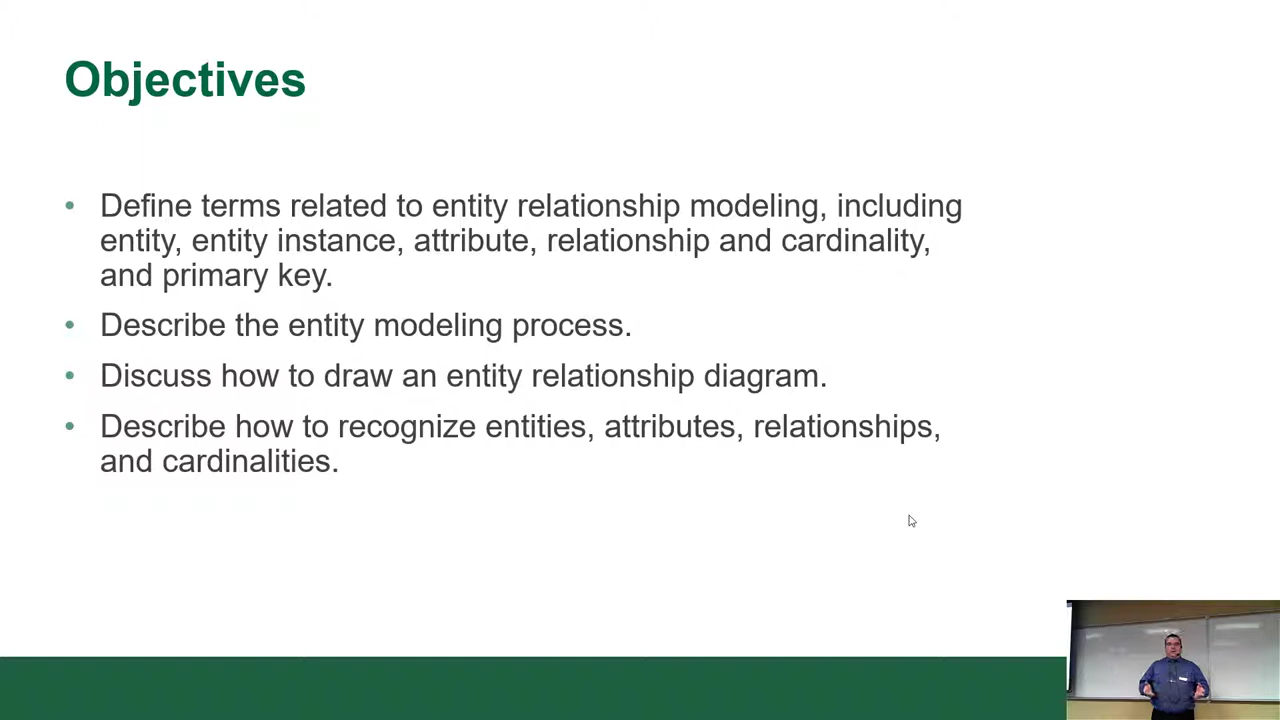 Objectives
• Define terms related to entity relationship modeling, including
entity, entity instance, attribute, relationship and cardinality,
and primary key.
• Describe the entity modeling process.
• Discuss how to draw an entity relationship diagram.
• Describe how to recognize entities, attributes, relationships,
and cardinalities.